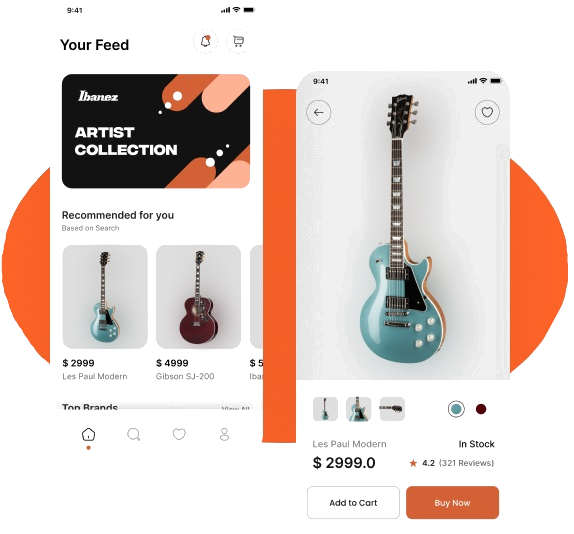 9:41
Your Feed
Ibanez
ARTIST
COLLECTION
Recommended for you
Based on Search
$ 2999
Les Paul Modern
$ 4999
Gibson SJ-200
$ 5
Iba
Top Brands
View All
9:41
Les Paul Modern
In Stock
$ 2999.0
4.2 (321 Reviews)
Add to Cart
Buy Now